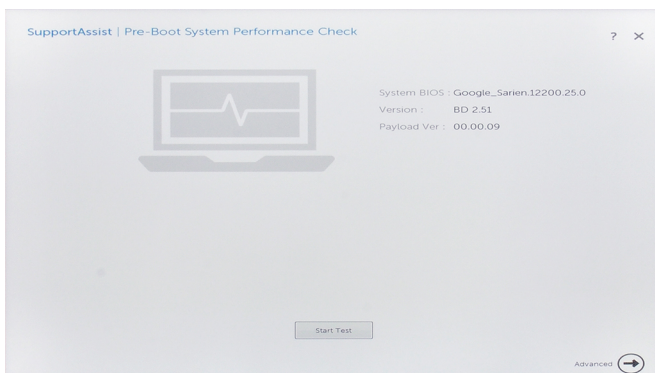 SupportAssist | Pre-Boot System Performance Check
? ×
System BIOS : Google_Sarien.12200.25.0
Version : BD 2.51
Payload Ver : 00.00.09
Start Test
Advanced